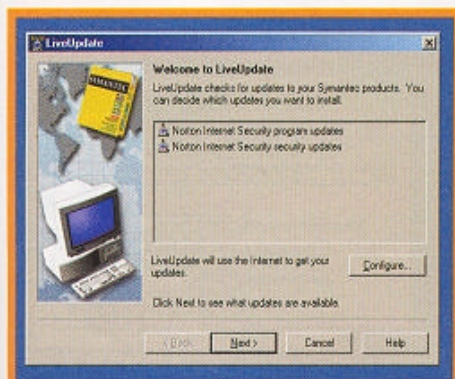 LiveUpdate
SYMANTEC
Welcome to LiveUpdate
LiveUpdate checks for updates to your Symantec products. You
can decide which updates you want to install.
Norton Internet Security program updates
Norton Internet Security security updates
LiveUpdate will use the Internet to get your
updates.
Configure...
Click Next to see what updates are available.
< Back
Next >
Cancel
Help